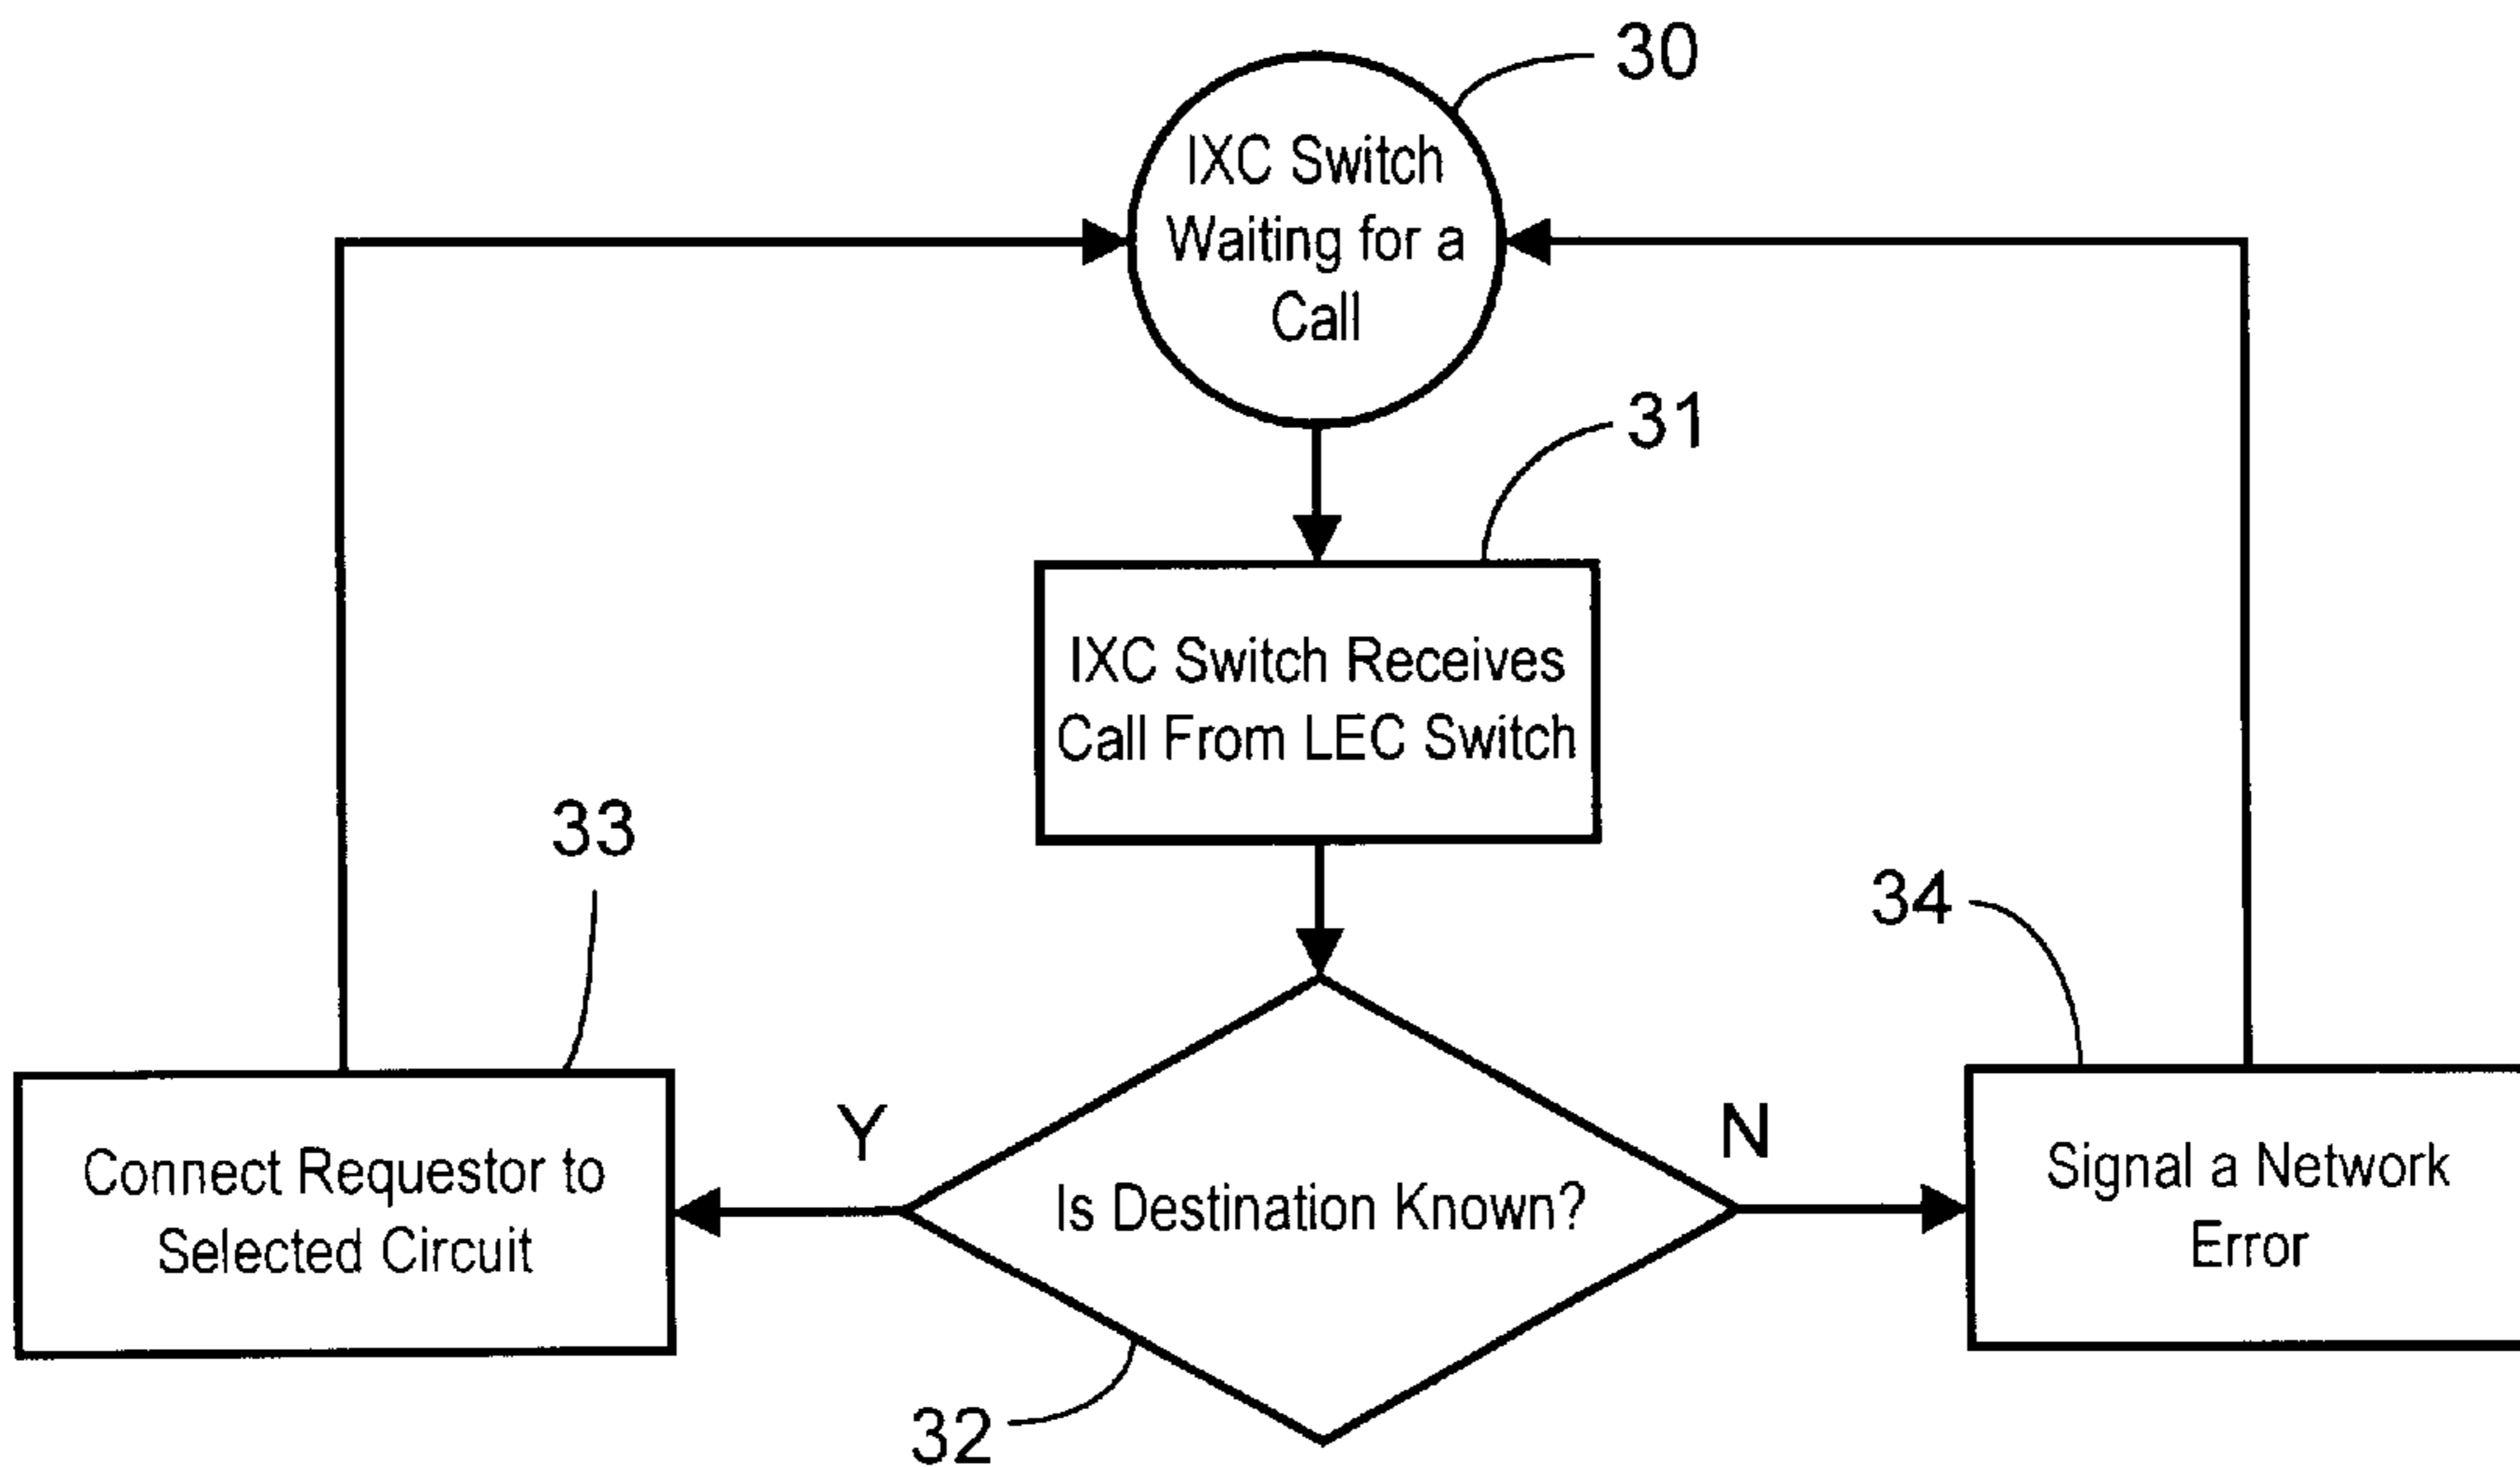 30
IXC Switch
Waiting for a
Call
31
IXC Switch Receives
Call From LEC Switch
33
34
Y
N
Connect Requestor to
Selected Circuit
Is Destination Known?
Signal a Network
Error
32